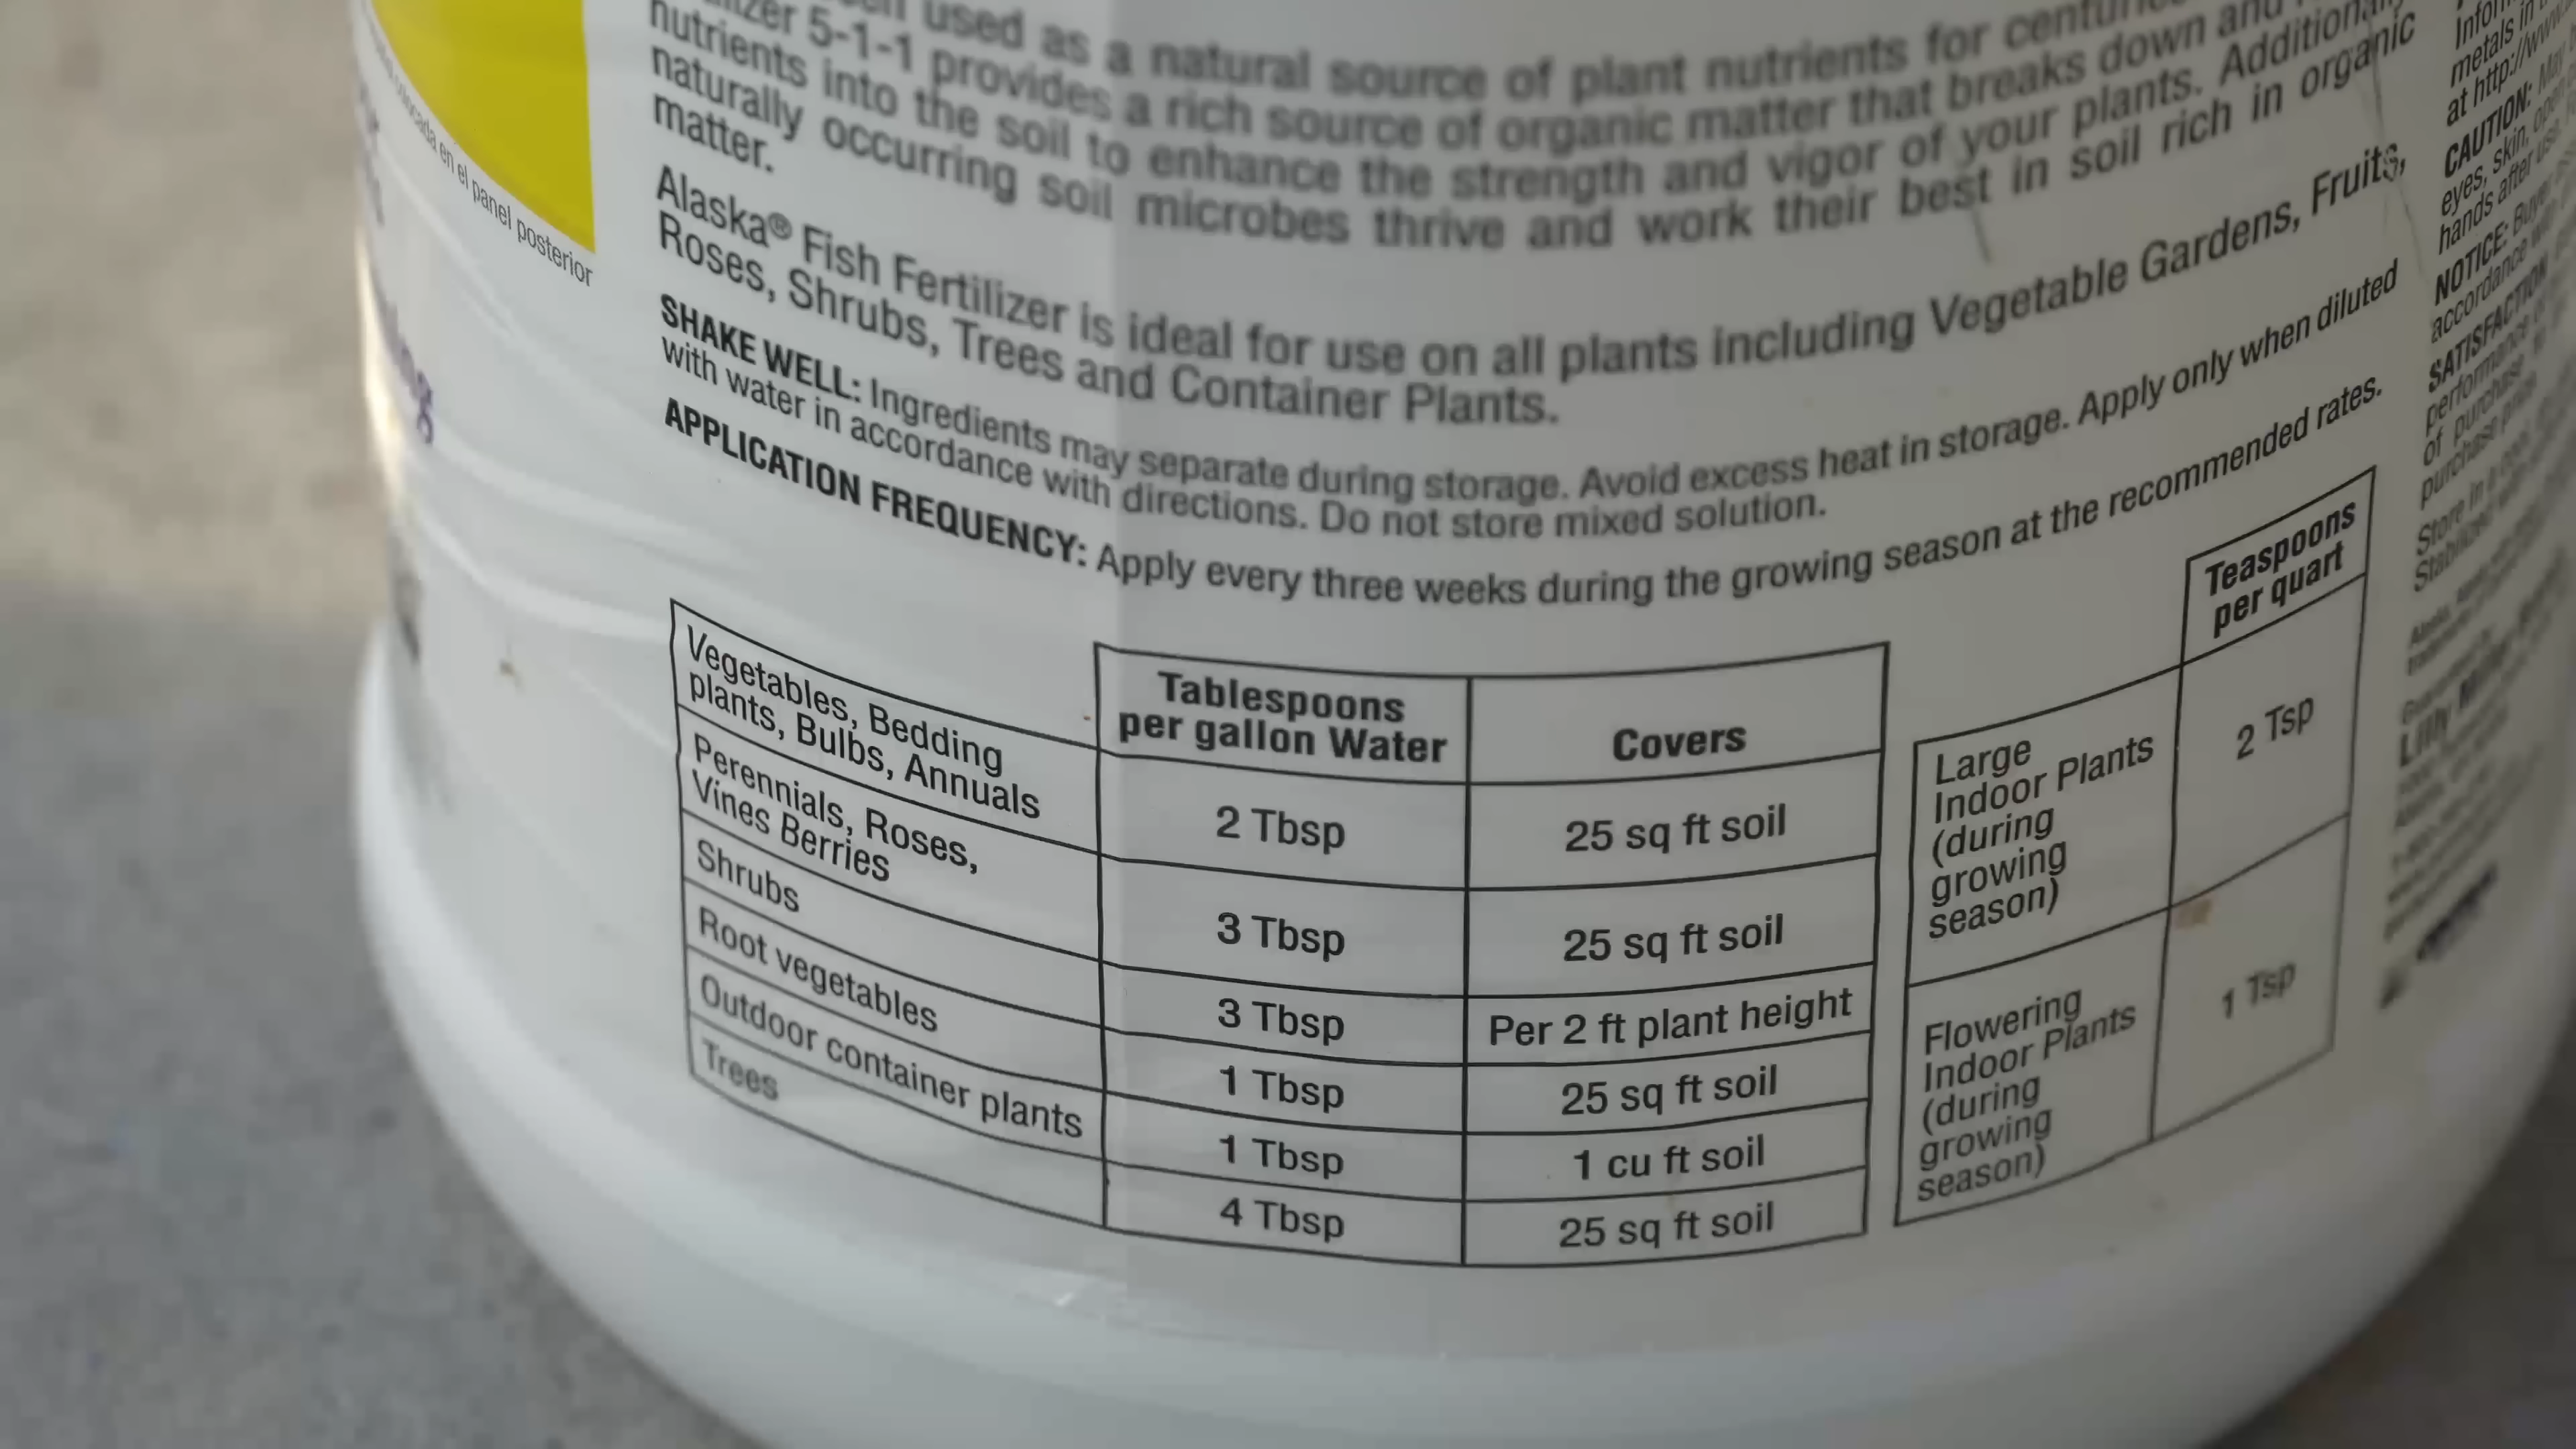 en el panel posterior
used as a natural source of plant nutrients for
5-1-1 provides a rich source of organic matter that breaks down and
nutrients into the soil to enhance the strength and vigor of your plants.
naturally occurring soil microbes thrive and work their best in soil rich in organic
matter.
Alaska® Fish Fertilizer is ideal for use on all plants including Vegetable Gardens, Fruits,
Roses, Shrubs, Trees and Container Plants.
SHAKE WELL: Ingredients may separate during storage. Avoid excess heat in storage. Apply only when diluted
with water in accordance with directions. Do not store mixed solution.
APPLICATION FREQUENCY: Apply every three weeks during the growing season at the recommended rates.
Tablespoons
per gallon Water
Covers
Vegetables, Bedding
plants, Bulbs, Annuals
2 Tbsp
25 sq ft soil
Perennials, Roses,
Vines Berries
3 Tbsp
25 sq ft soil
Shrubs
3 Tbsp
Per 2 ft plant height
Root vegetables
1 Tbsp
25 sq ft soil
Outdoor container plants
1 Tbsp
1 cu ft soil
Trees
4 Tbsp
25 sq ft soil
Teaspoons
per quart
Large
Indoor Plants
(during
growing
season)
2 Tsp
Flowering
Indoor Plants
(during
growing
season)
1 Tsp
metals in
at http://www.
CAUTION: May
eyes, skin,
hands after use.
NOTICE: Buyer
accordance
SATISFACTION
performance
of purchase
purchase price.
Store in a